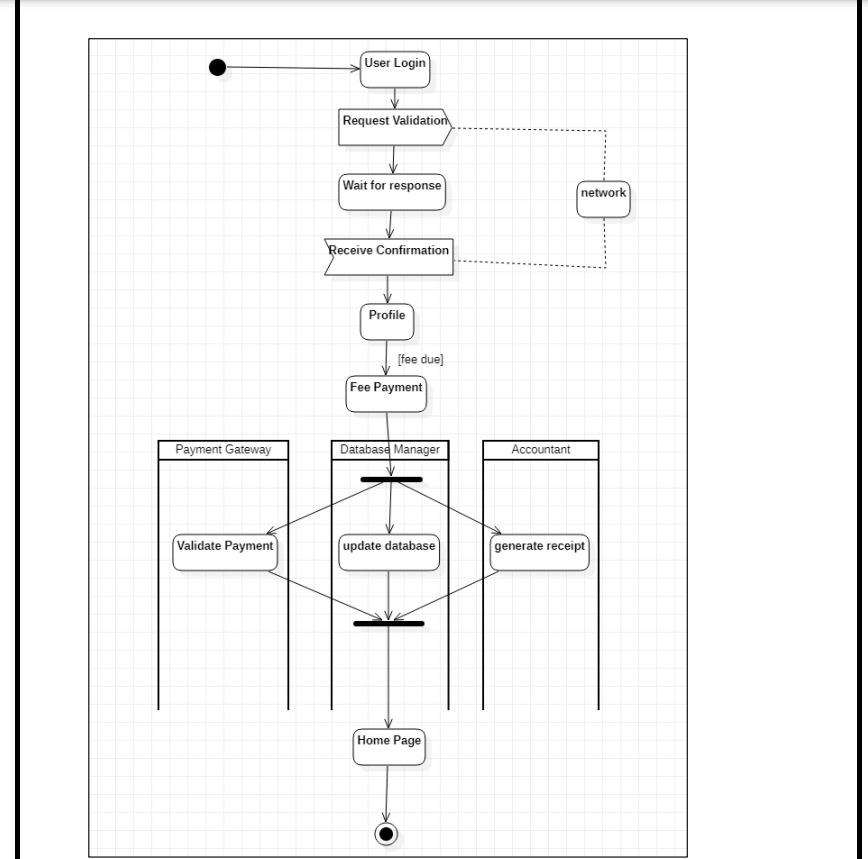 User Login
Request Validation
Wait for response
network
Receive Confirmation
Profile
[fee due]
Fee Payment
Payment Gateway
Database Manager
Accountant
Validate Payment
update database
generate receipt
Home Page